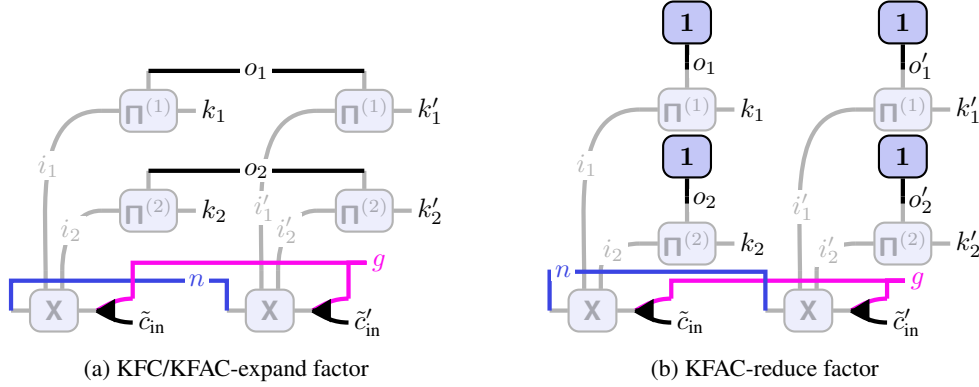 1 1
o₁ o₁ o′₁
Π⁽¹⁾ k₁ Π⁽¹⁾ k′₁ Π⁽¹⁾ k₁ Π⁽¹⁾ k′₁
1 1
i₁ o₂ i′₁ i₁ o₂ i′₁ o′₂
Π⁽²⁾ k₂ Π⁽²⁾ k′₂ Π⁽²⁾ k₂ Π⁽²⁾ k′₂
i₂ i′₂ i₂ i′₂
n g n g
X c̃in X c̃′in X c̃in X c̃′in
(a) KFC/KFAC-expand factor
(b) KFAC-reduce factor